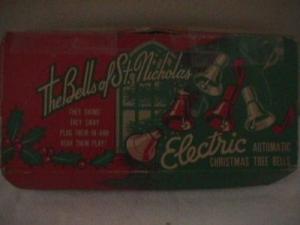 The Bells of St. Nicholas
THEY SWING!
THEY SWAY
PLUG THEM IN AND
HEAR THEM PLAY!
Electric AUTOMATIC
CHRISTMAS TREE BELLS